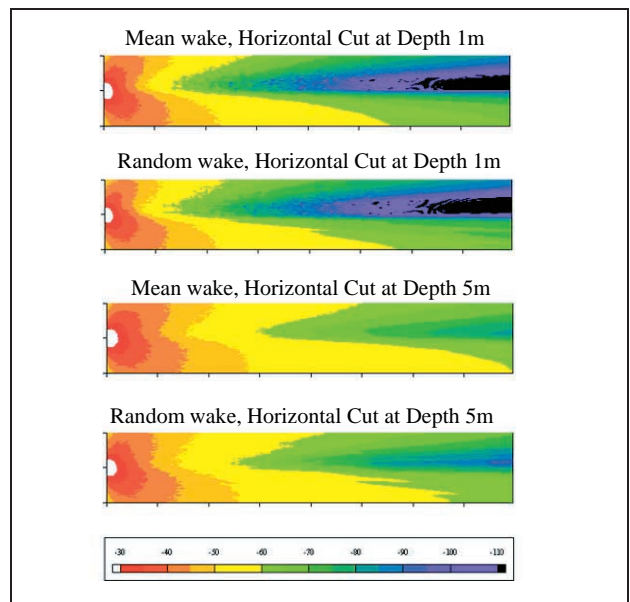 Mean wake, Horizontal Cut at Depth 1m
Random wake, Horizontal Cut at Depth 1m
Mean wake, Horizontal Cut at Depth 5m
Random wake, Horizontal Cut at Depth 5m
-30 -40 -50 -60 -70 -80 -90 -100 -110